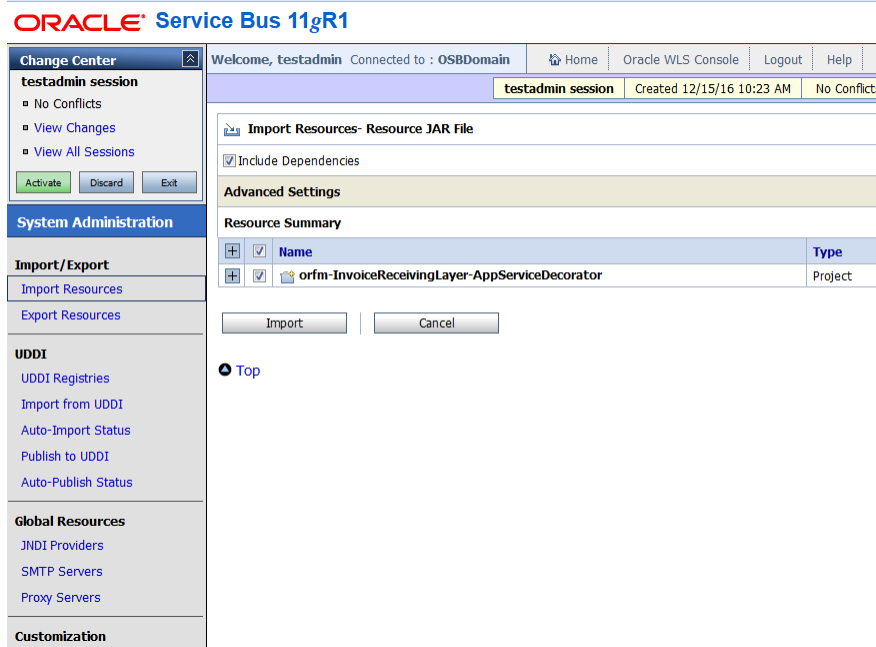 ORACLE Service Bus 11gR1
Change Center
testadmin session
No Conflicts
View Changes
View All Sessions
Activate Discard Exit
System Administration
Import/Export
Import Resources
Export Resources
UDDI
UDDI Registries
Import from UDDI
Auto-Import Status
Publish to UDDI
Auto-Publish Status
Global Resources
JNDI Providers
SMTP Servers
Proxy Servers
Customization
Welcome, testadmin Connected to : OSBDomain Home Oracle WLS Console Logout Help
testadmin session Created 12/15/16 10:23 AM No Conflict
Import Resources- Resource JAR File
Include Dependencies
Advanced Settings
Resource Summary
Name Type
orfm-InvoiceReceivingLayer-AppServiceDecorator Project
Import Cancel
Top